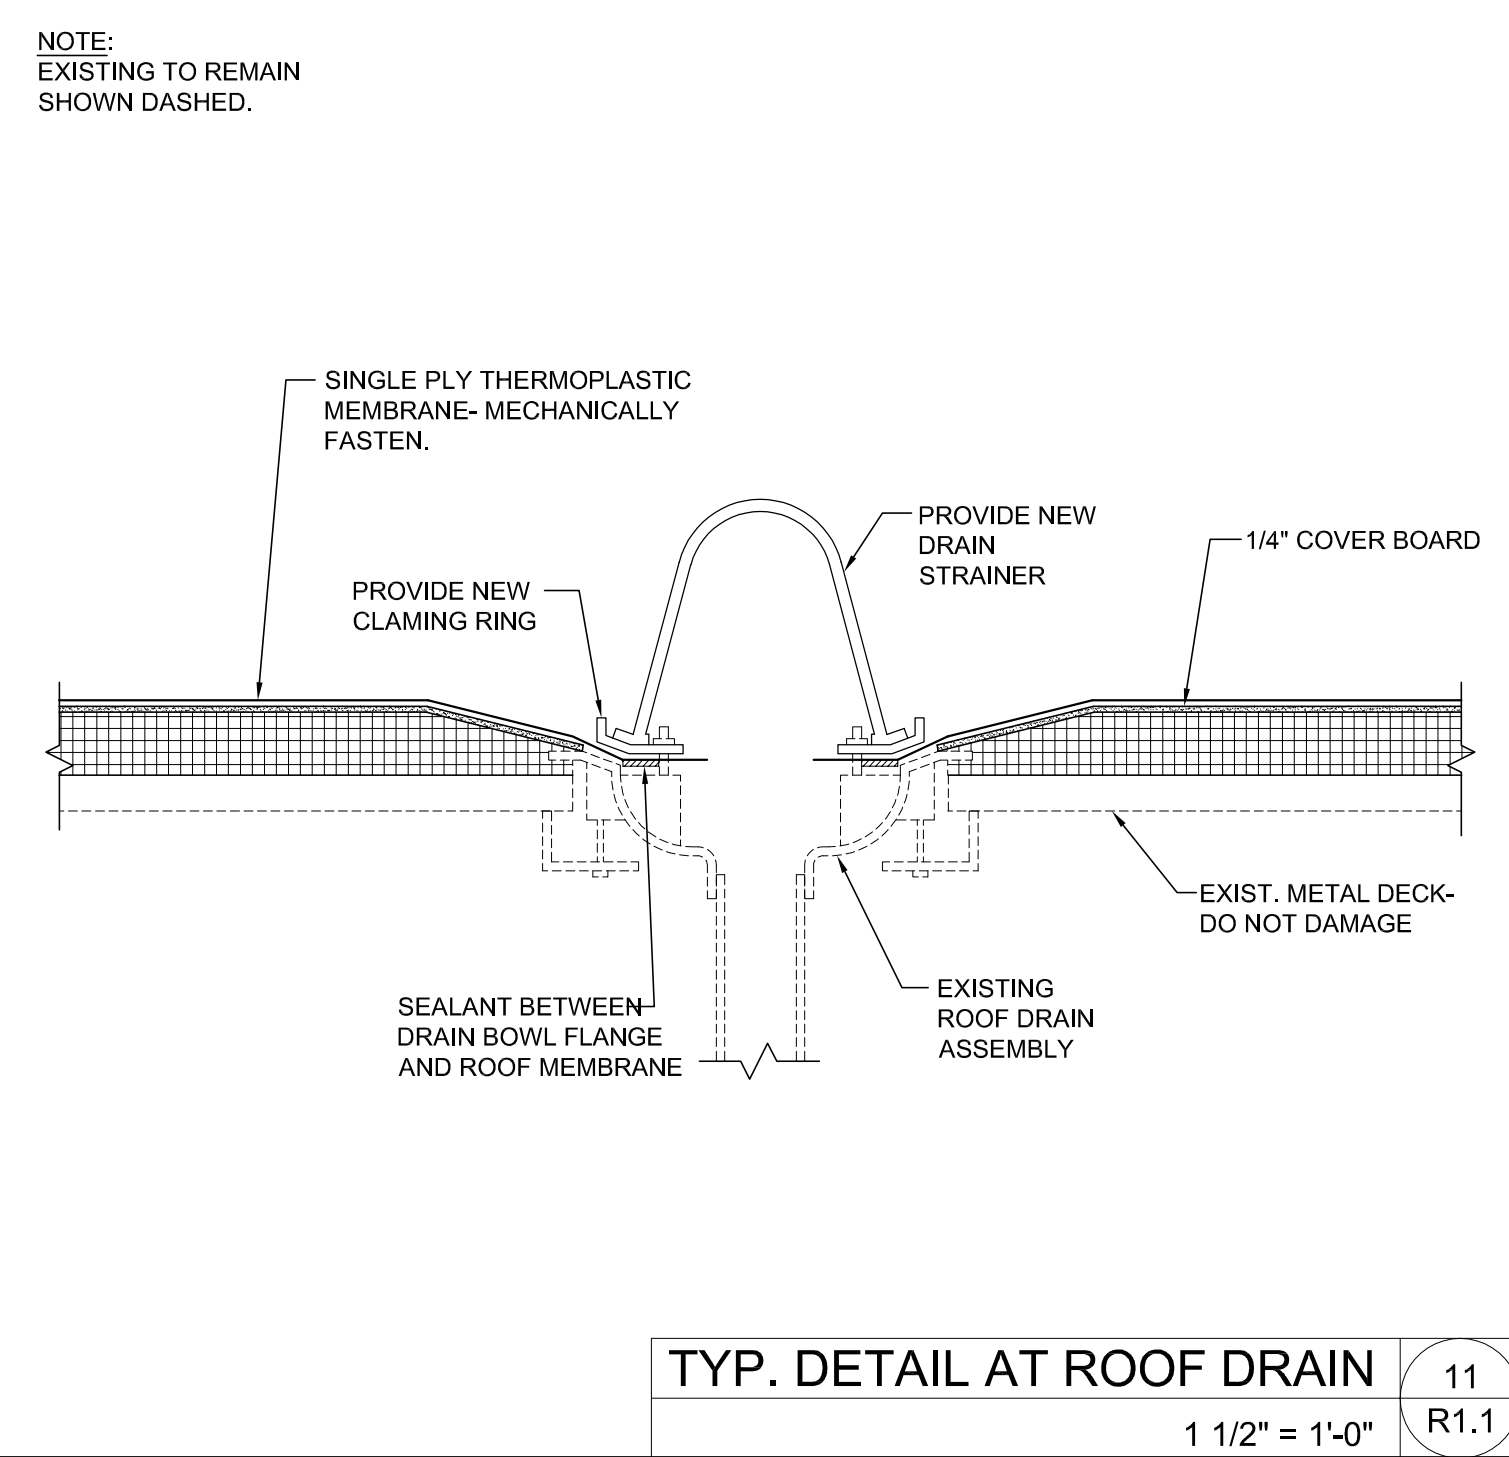 NOTE:
EXISTING TO REMAIN
SHOWN DASHED.
SINGLE PLY THERMOPLASTIC
MEMBRANE- MECHANICALLY
FASTEN.
PROVIDE NEW
DRAIN
STRAINER
1/4" COVER BOARD
PROVIDE NEW
CLAMING RING
EXIST. METAL DECK-
DO NOT DAMAGE
SEALANT BETWEEN
DRAIN BOWL FLANGE
AND ROOF MEMBRANE
EXISTING
ROOF DRAIN
ASSEMBLY
TYP. DETAIL AT ROOF DRAIN
1 1/2" = 1'-0"
11
R1.1